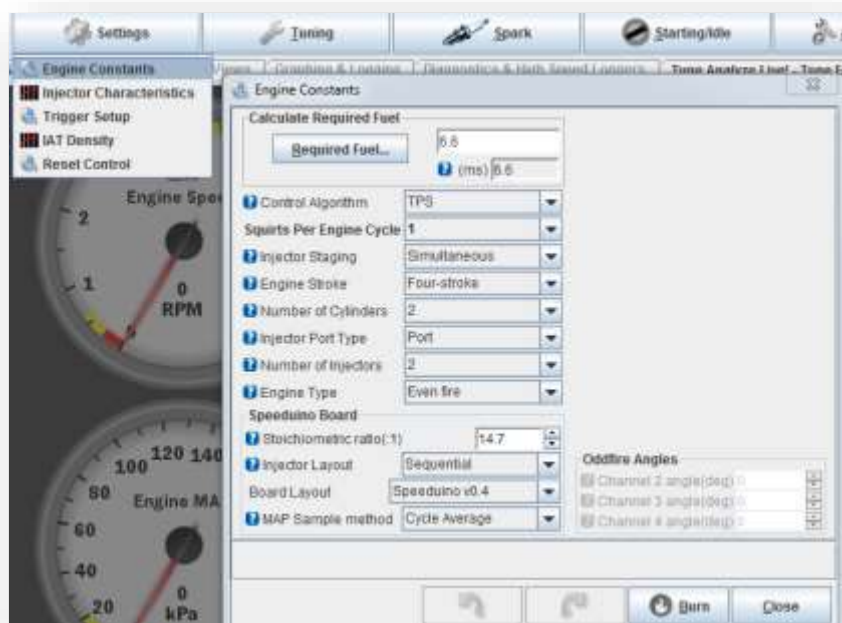 Settings
Tuning
Spark
Starting/Idle
Engine Constants
Injector Characteristics
Trigger Setup
IAT Density
Reset Control
Engine Constants
Calculate Required Fuel
Required Fuel...
6.6
(ms) 6.6
Control Algorithm TPS
Squirts Per Engine Cycle 1
Injector Staging Simultaneous
Engine Stroke Four-stroke
Number of Cylinders 2
Injector Port Type Port
Number of Injectors 2
Engine Type Even fire
Speeduino Board
Stoichiometric ratio(:1) 14.7
Injector Layout Sequential
Board Layout Speeduino v0.4
MAP Sample method Cycle Average
Oddfire Angles
Channel 2 angle(deg) 0
Channel 3 angle(deg) 0
Channel 4 angle(deg) 0
Burn
Close
Engine Spe
2
1
0
0
RPM
120 140
100
80
Engine MA
60
40
20
0
kPa